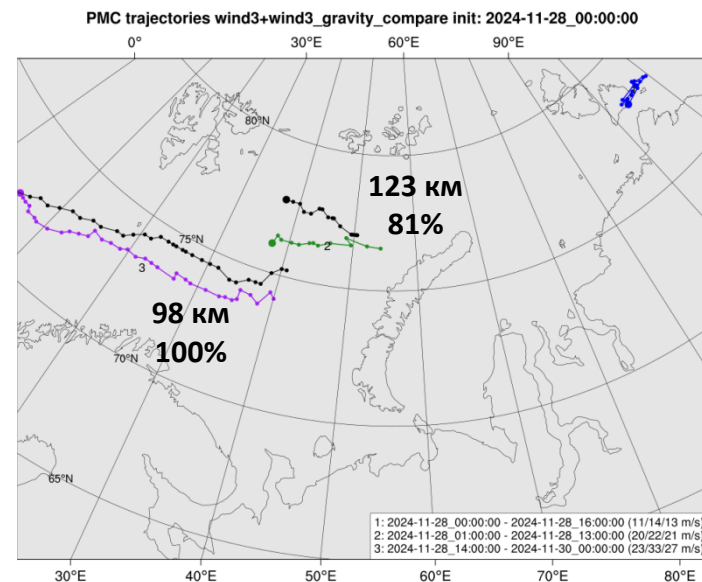 PMC trajectories wind3+wind3_gravity_compare init: 2024-11-28_00:00:00
0° 30°E 60°E 90°E
80°N
123 км
81%
75°N
2
3
98 км
100%
70°N
65°N
1: 2024-11-28_00:00:00 - 2024-11-28_16:00:00 (11/14/13 m/s)
2: 2024-11-28_01:00:00 - 2024-11-28_13:00:00 (20/22/21 m/s)
3: 2024-11-28_14:00:00 - 2024-11-30_00:00:00 (23/33/27 m/s)
30°E 40°E 50°E 60°E 70°E 80°E